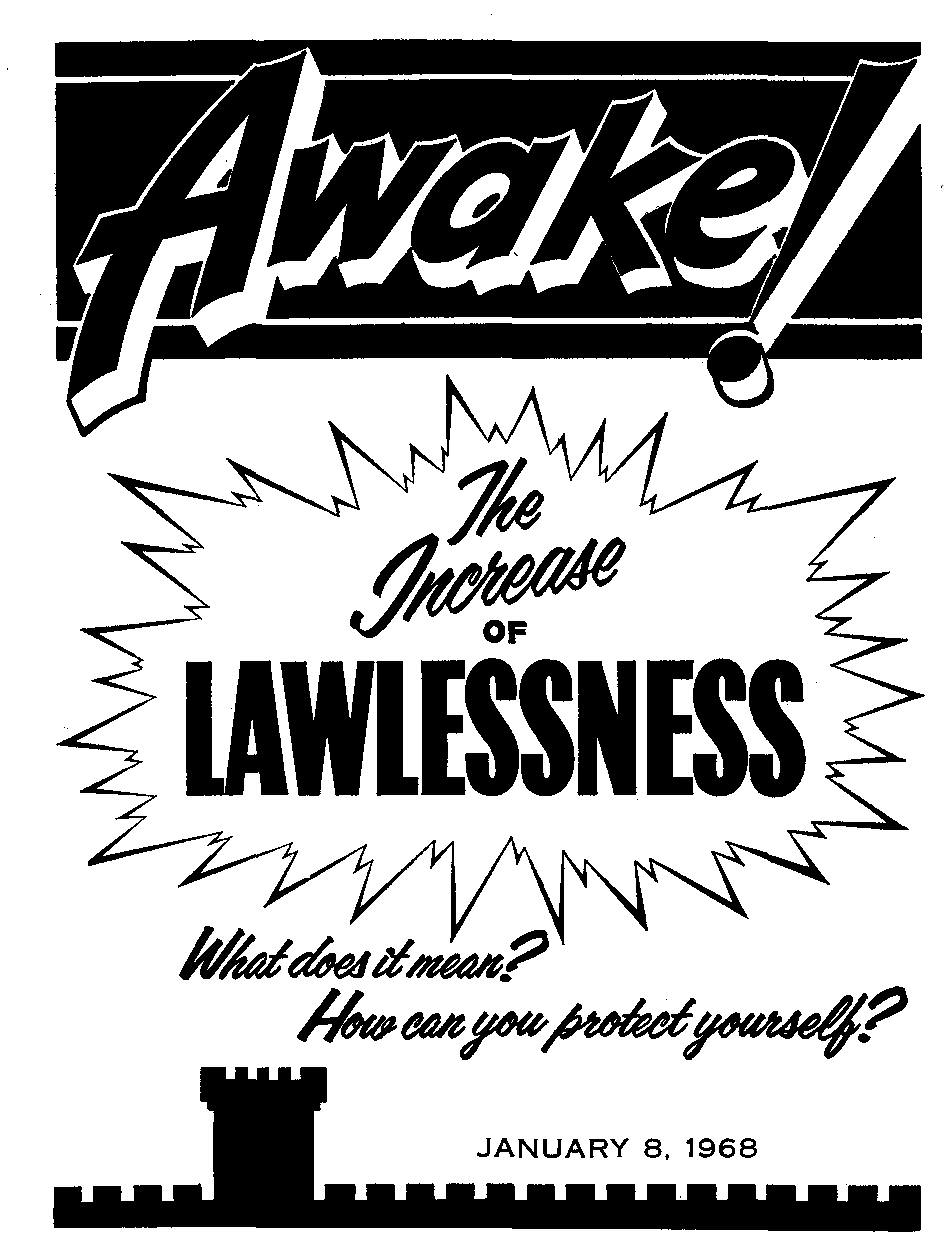 Awake!
The
Increase
OF
LAWLESSNESS
What does it mean?
How can you protect yourself?
JANUARY 8, 1968